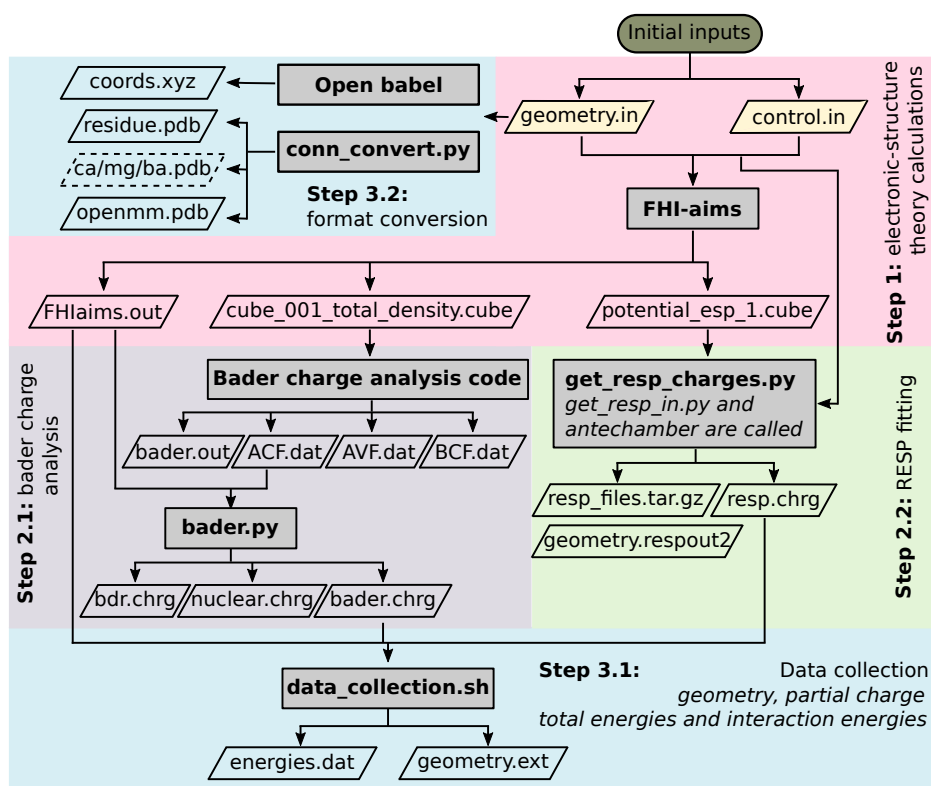 Initial inputs
coords.xyz
Open babel
geometry.in
control.in
residue.pdb
conn_convert.py
ca/mg/ba.pdb
openmm.pdb
Step 3.2:
format conversion
FHI-aims
Step 1: electronic-structure
theory calculations
FHIaims.out
cube_001_total_density.cube
potential_esp_1.cube
Bader charge analysis code
get_resp_charges.py
get_resp_in.py and
antechamber are called
bader.out
ACF.dat
AVF.dat
BCF.dat
resp_files.tar.gz
resp.chrg
geometry.respout2
bader.py
bdr.chrg
nuclear.chrg
bader.chrg
Step 2.1: bader charge
analysis
Step 2.2: RESP fitting
data_collection.sh
Step 3.1: Data collection
geometry, partial charge
total energies and interaction energies
energies.dat
geometry.ext